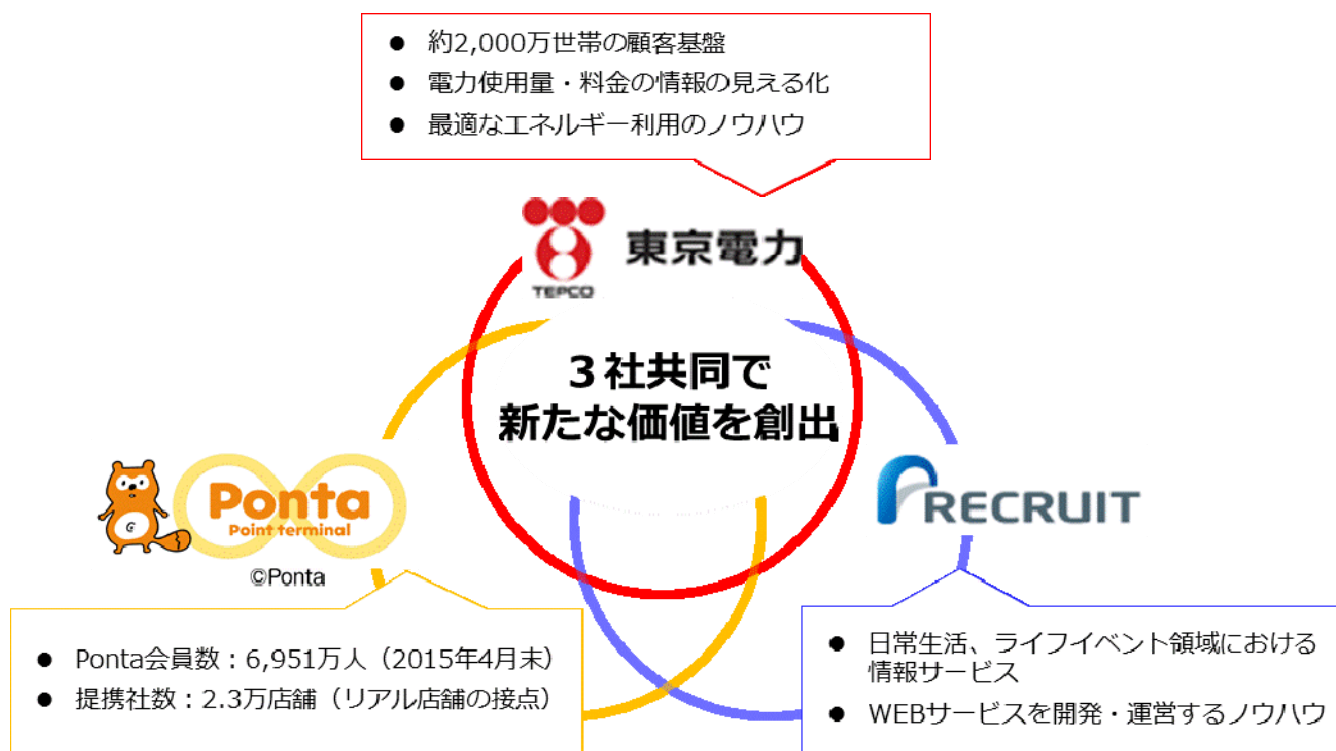 ● 約2,000万世帯の顧客基盤
● 電力使用量・料金の情報の見える化
● 最適なエネルギー利用のノウハウ
TEPCO
東京電力
３社共同で
新たな価値を創出
Ponta
Point terminal
©Ponta
RECRUIT
● Ponta会員数：6,951万人（2015年4月末）
● 提携社数：2.3万店舗（リアル店舗の接点）
● 日常生活、ライフイベント領域における
情報サービス
● WEBサービスを開発・運営するノウハウ